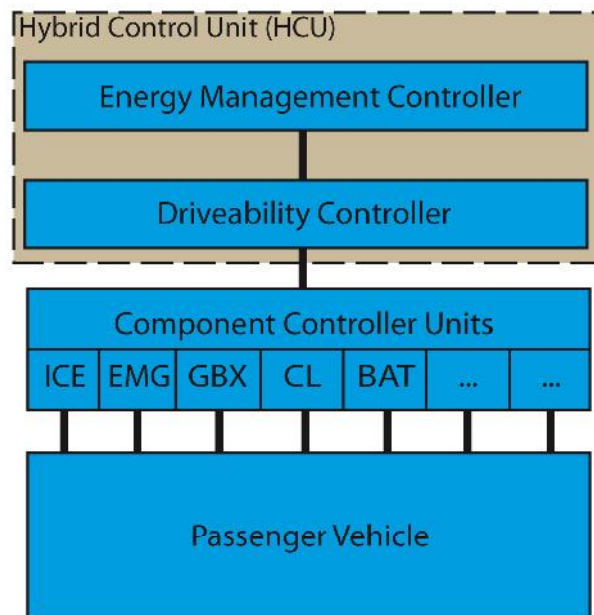 Hybrid Control Unit (HCU)
Energy Management Controller
Driveability Controller
Component Controller Units
ICE EMG GBX CL BAT ... ...
Passenger Vehicle